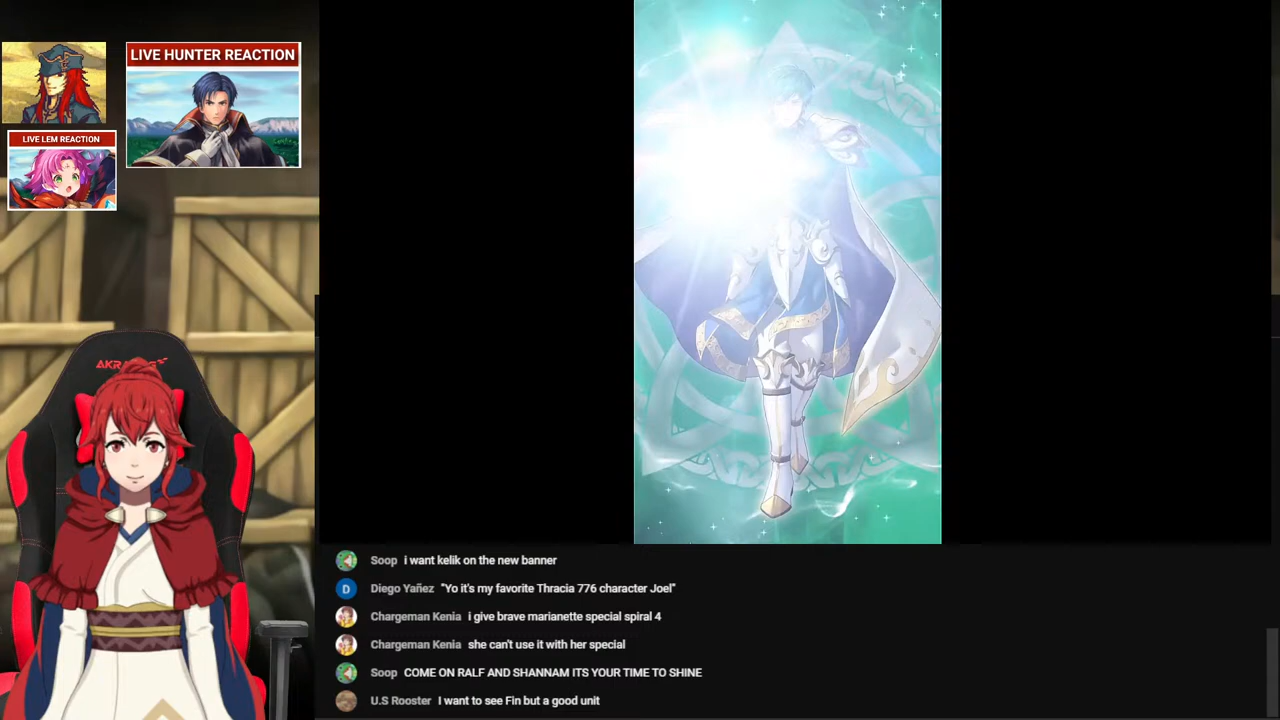 LIVE HUNTER REACTION
LIVE LEM REACTION
Soop i want kelik on the new banner
Diego Yañez "Yo it's my favorite Thracia 776 character Joel"
Chargeman Kenia i give brave marianette special spiral 4
Chargeman Kenia she can't use it with her special
Soop COME ON RALF AND SHANNAM ITS YOUR TIME TO SHINE
U.S Rooster I want to see Fin but a good unit
D